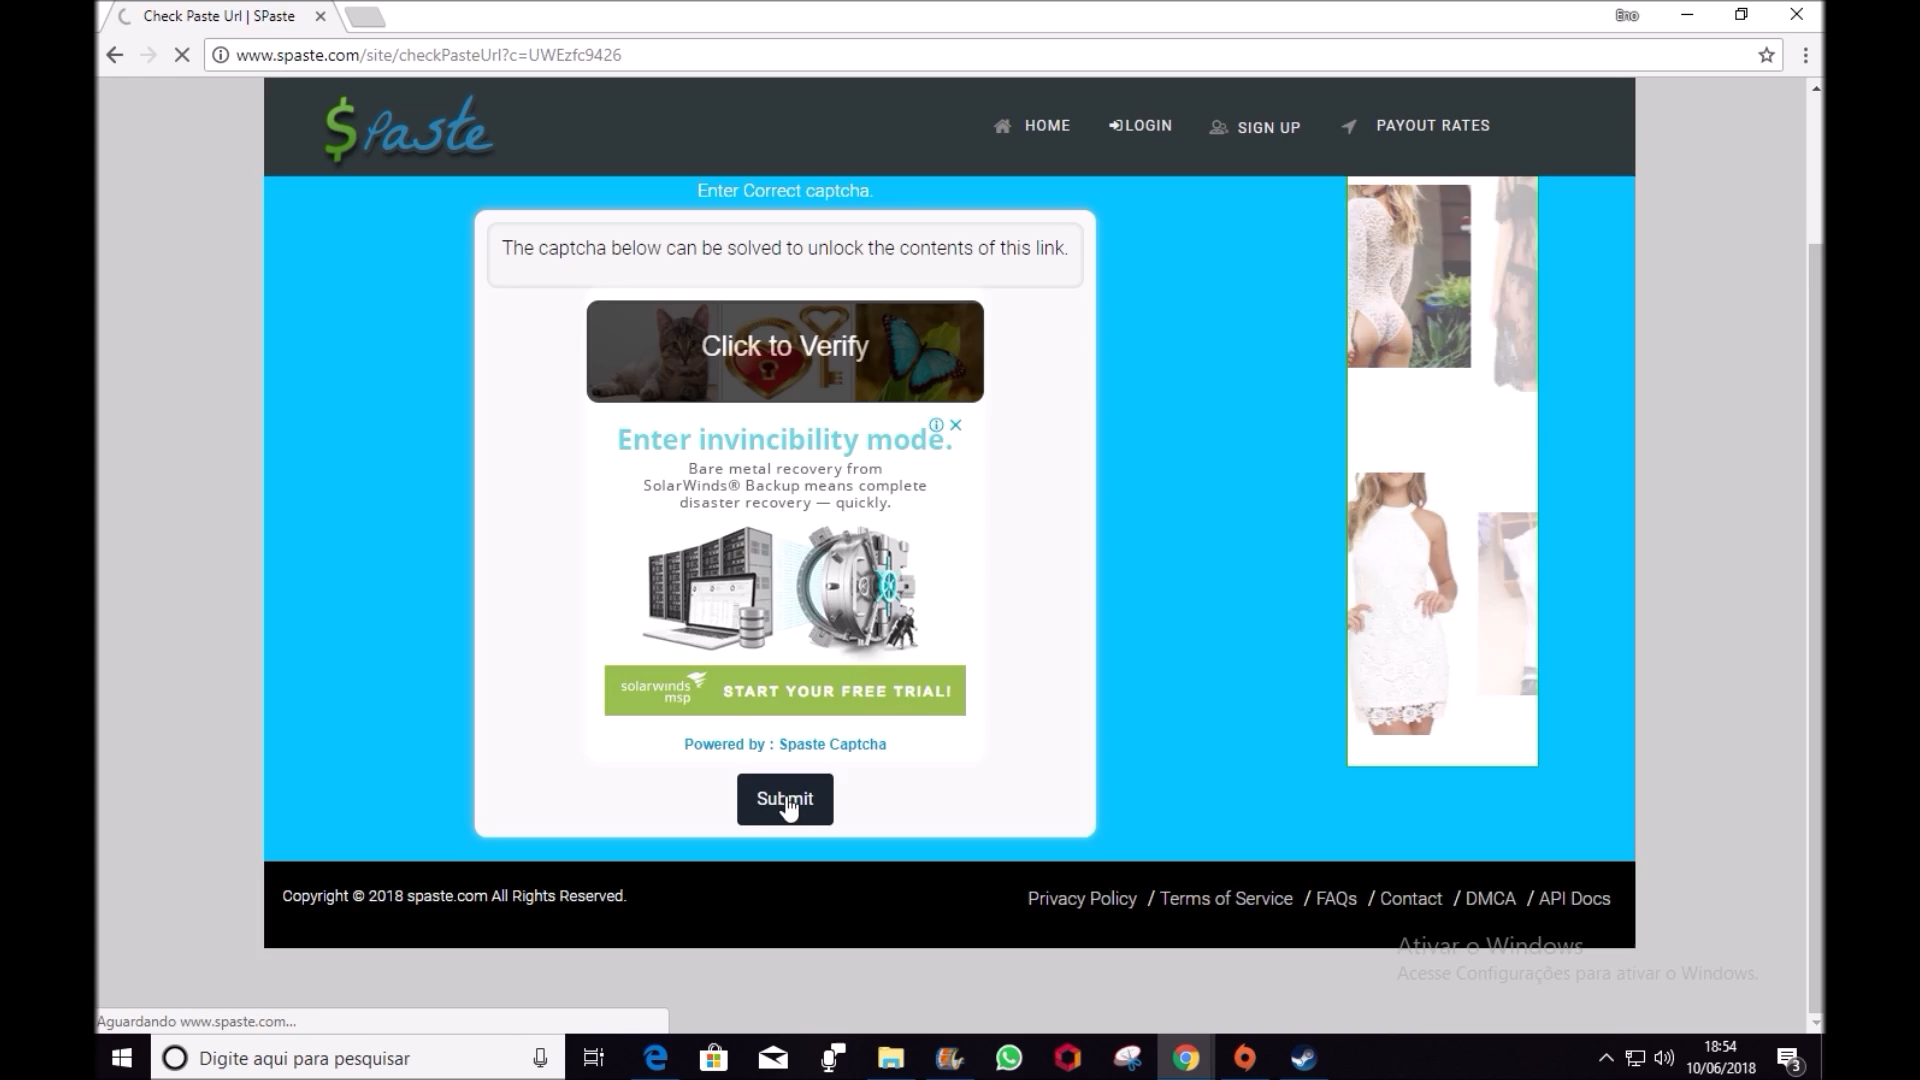 Check Paste Url | SPaste
Eno
www.spaste.com/site/checkPasteUrl?c=UWEzfc9426
$Paste
HOME
LOGIN
SIGN UP
PAYOUT RATES
Enter Correct captcha.
The captcha below can be solved to unlock the contents of this link.
Click to Verify
Enter invincibility mode.
Bare metal recovery from
SolarWinds® Backup means complete
disaster recovery — quickly.
solarwinds
msp
START YOUR FREE TRIAL!
Powered by : Spaste Captcha
Submit
Copyright © 2018 spaste.com All Rights Reserved.
Privacy Policy / Terms of Service / FAQs / Contact / DMCA / API Docs
Ativar o Windows
Acesse Configurações para ativar o Windows.
Aguardando www.spaste.com...
Digite aqui para pesquisar
18:54
10/06/2018
3